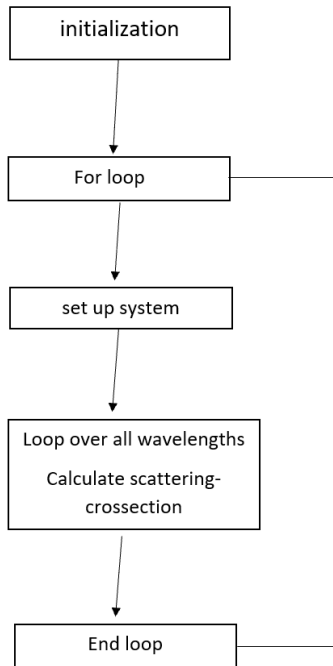 initialization
For loop
set up system
Loop over all wavelengths
Calculate scattering-
crossection
End loop